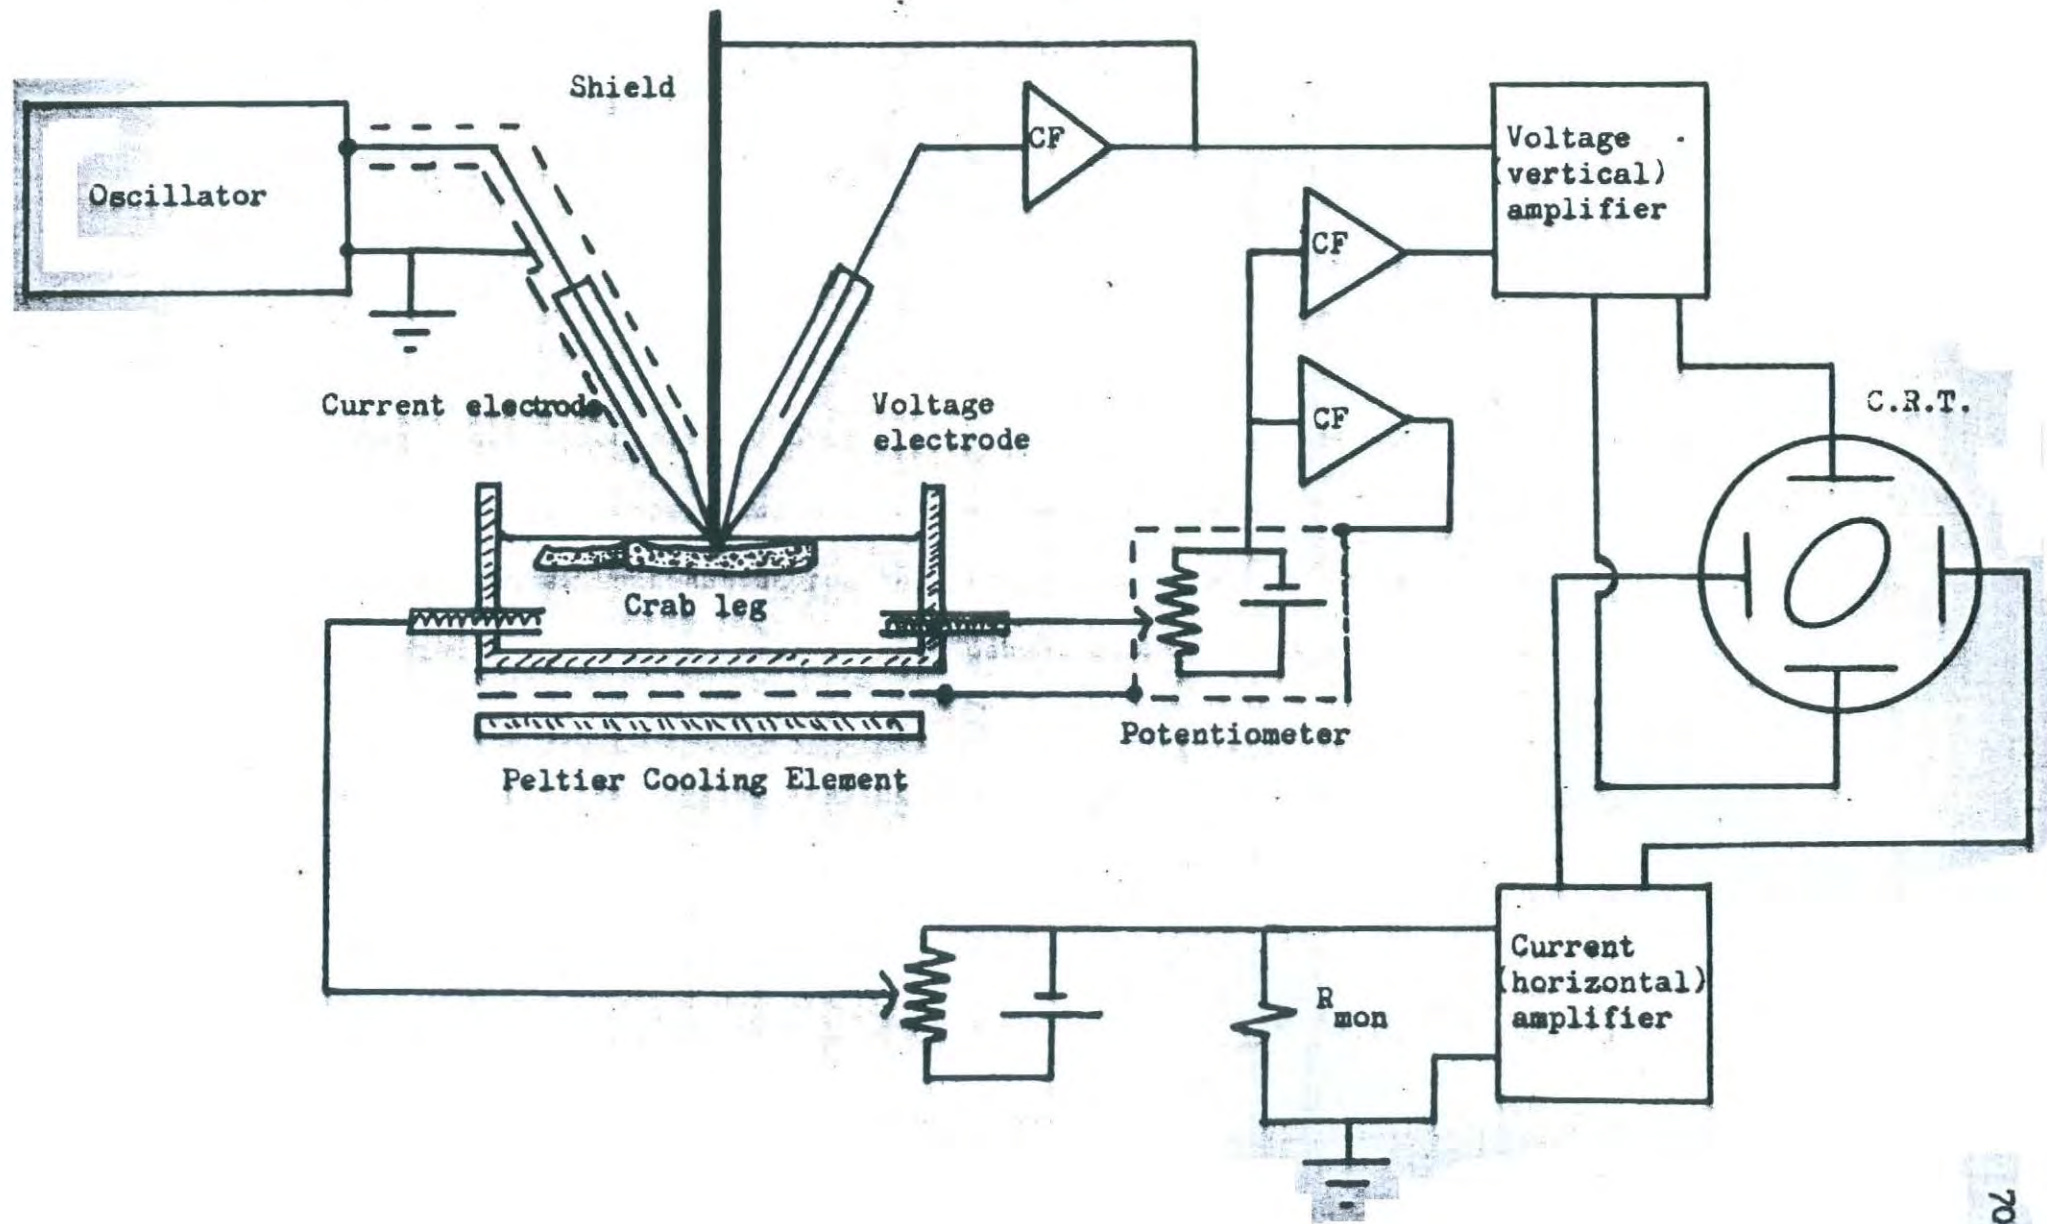 Shield
Oscillator
CF
Voltage
(vertical)
amplifier
CF
Current electrode
Voltage
electrode
CF
C.R.T.
Crab leg
Potentiometer
Peltier Cooling Element
Current
(horizontal)
amplifier
R
mon
70